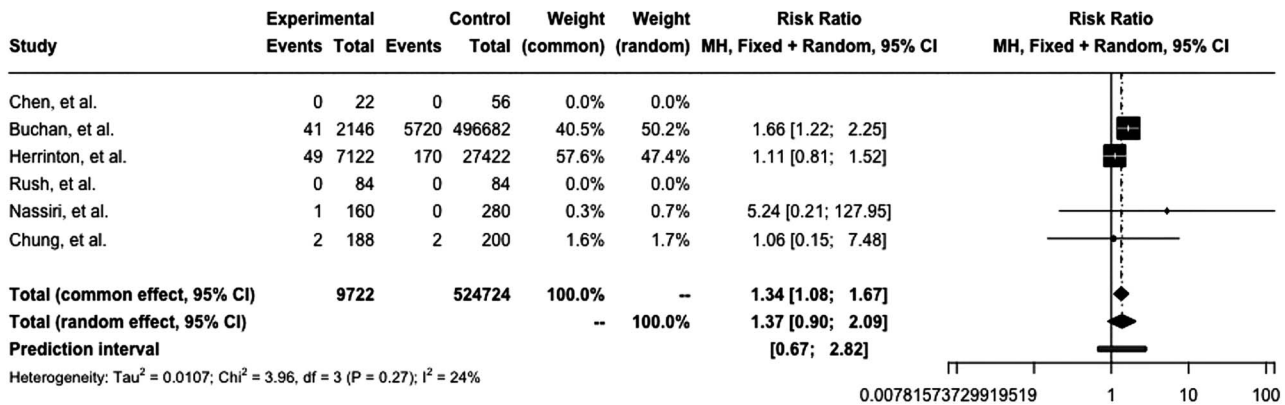 Experimental Control Weight Weight Risk Ratio Risk Ratio
Study Events Total Events Total (common) (random) MH, Fixed + Random, 95% CI MH, Fixed + Random, 95% CI
Chen, et al. 0 22 0 56 0.0% 0.0%
Buchan, et al. 41 2146 5720 496682 40.5% 50.2% 1.66 [1.22; 2.25]
Herrinton, et al. 49 7122 170 27422 57.6% 47.4% 1.11 [0.81; 1.52]
Rush, et al. 0 84 0 84 0.0% 0.0%
Nassiri, et al. 1 160 0 280 0.3% 0.7% 5.24 [0.21; 127.95]
Chung, et al. 2 188 2 200 1.6% 1.7% 1.06 [0.15; 7.48]
Total (common effect, 95% CI) 9722 524724 100.0% -- 1.34 [1.08; 1.67]
Total (random effect, 95% CI) -- 100.0% 1.37 [0.90; 2.09]
Prediction interval [0.67; 2.82]
Heterogeneity: Tau² = 0.0107; Chi² = 3.96, df = 3 (P = 0.27); I² = 24%
0.00781573729919519 1 10 100